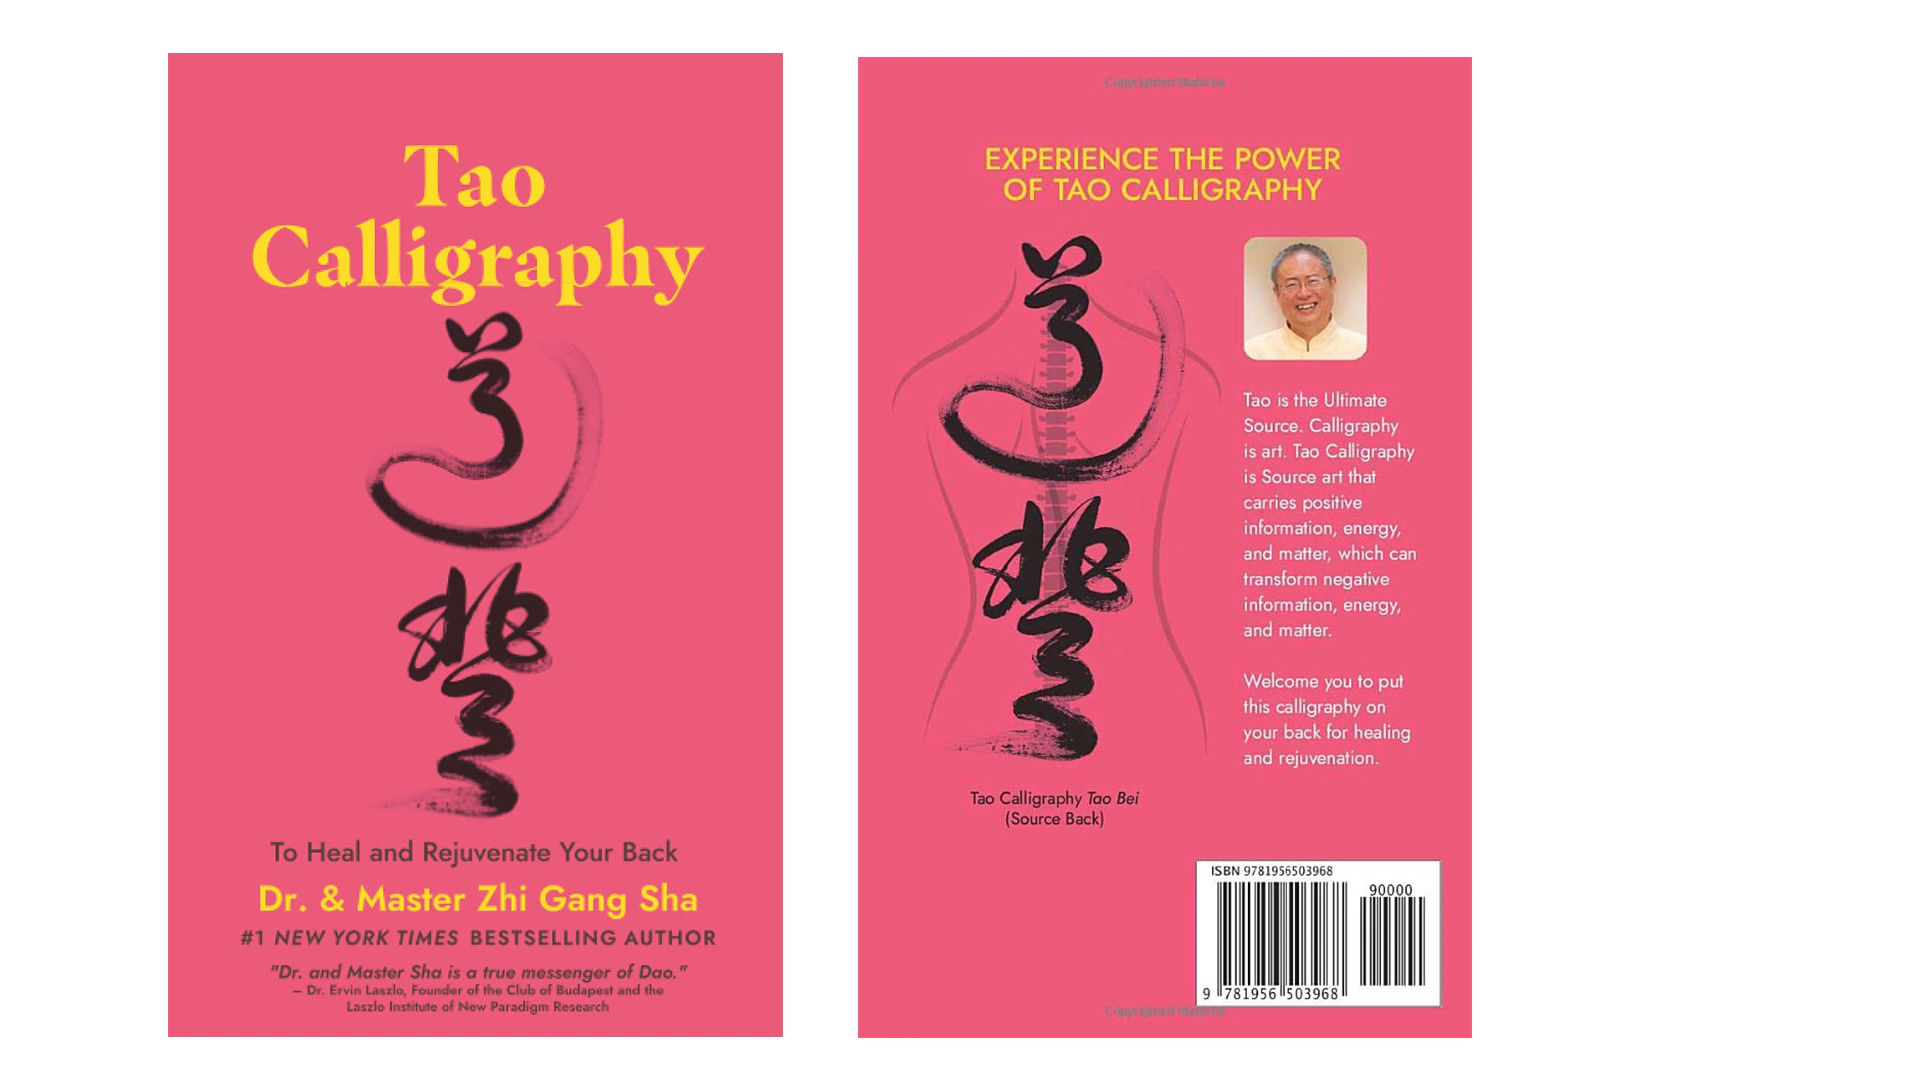 Tao
Calligraphy
道
背
To Heal and Rejuvenate Your Back
Dr. & Master Zhi Gang Sha
#1 NEW YORK TIMES BESTSELLING AUTHOR
"Dr. and Master Sha is a true messenger of Dao."
– Dr. Ervin Laszlo, Founder of the Club of Budapest and the
Laszlo Institute of New Paradigm Research
Copyrighted Material
EXPERIENCE THE POWER
OF TAO CALLIGRAPHY
道
背
Tao Calligraphy Tao Bei
(Source Back)
Tao is the Ultimate
Source. Calligraphy
is art. Tao Calligraphy
is Source art that
carries positive
information, energy,
and matter, which can
transform negative
information, energy,
and matter.
Welcome you to put
this calligraphy on
your back for healing
and rejuvenation.
ISBN 9781956503968
90000
9 781956 503968
Copyrighted Material